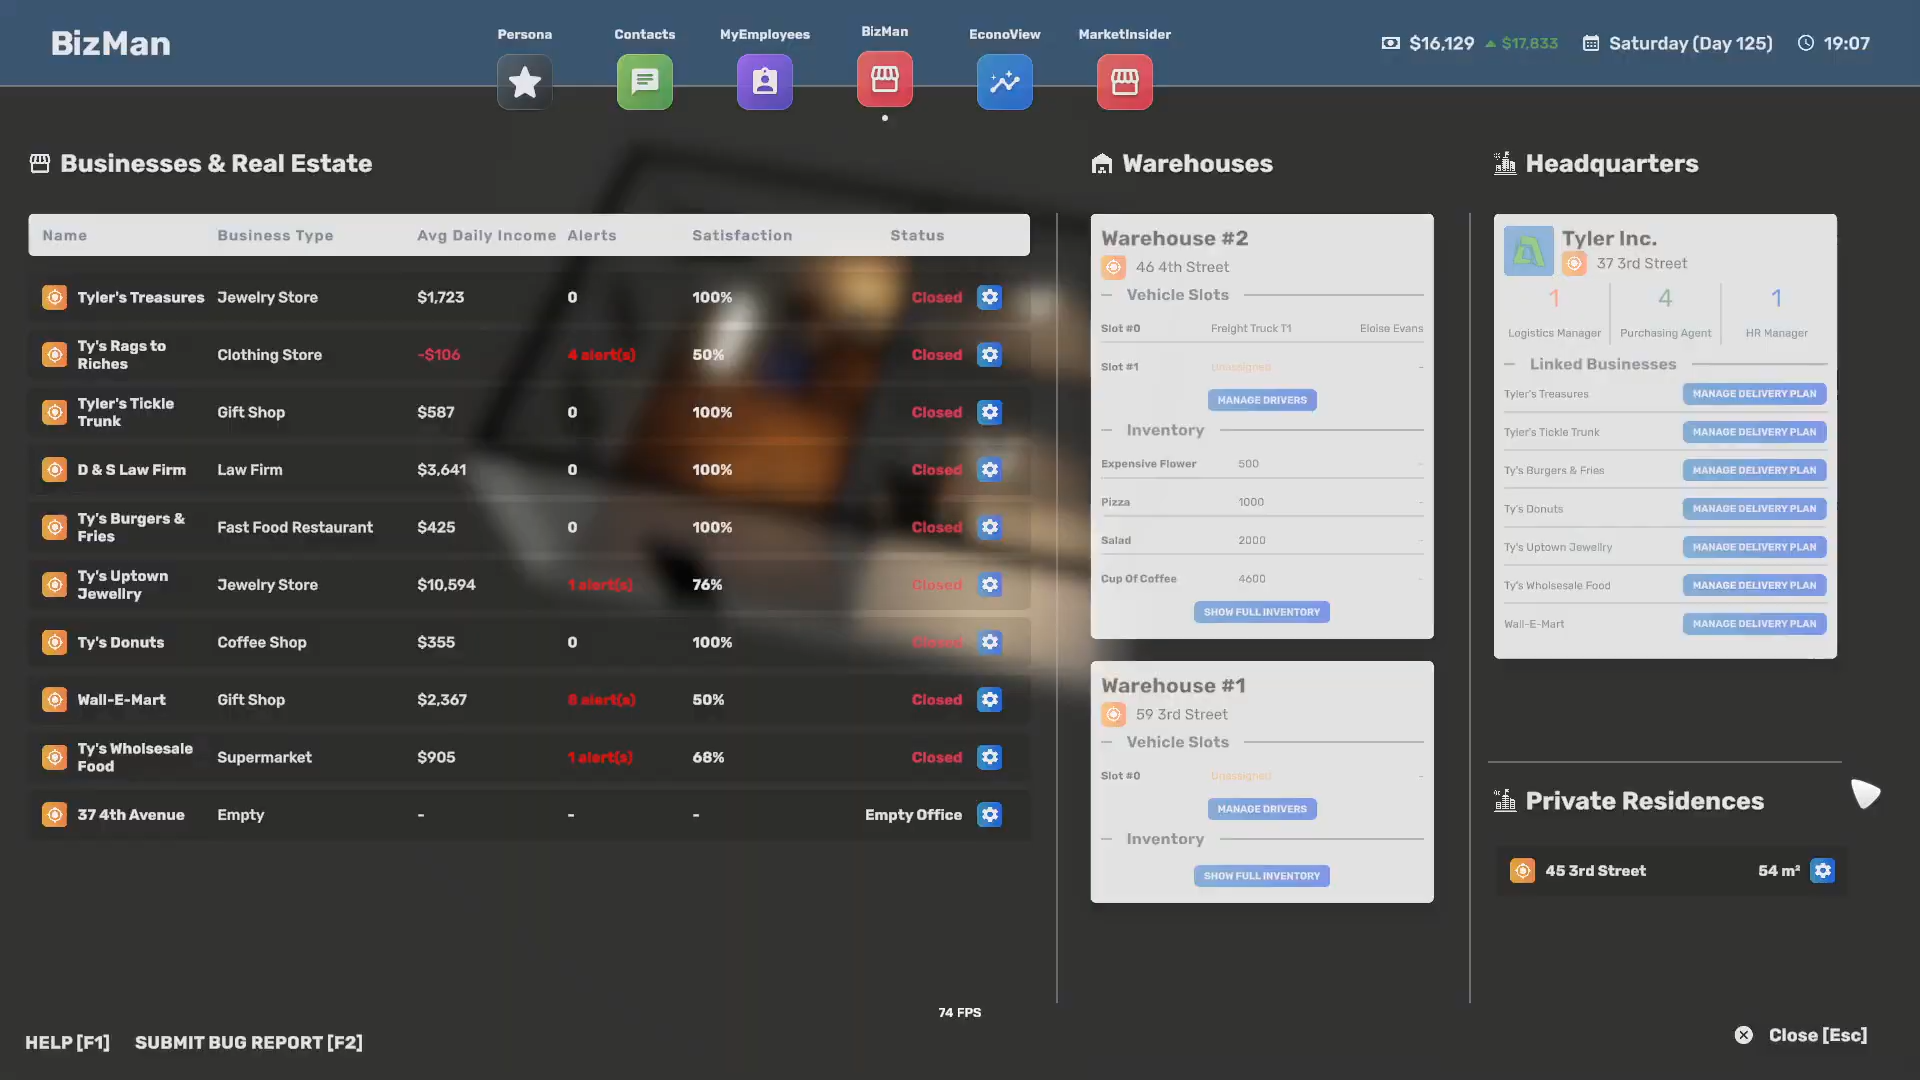 BizMan
Persona
Contacts
MyEmployees
BizMan
EconoView
MarketInsider
$16,129 $17,833 Saturday (Day 125) 19:07
Businesses & Real Estate
Name Business Type Avg Daily Income Alerts Satisfaction Status
Tyler's Treasures Jewelry Store $1,723 0 100% Closed
Ty's Rags to
Riches
Clothing Store -$106 4 alert(s) 50% Closed
Tyler's Tickle
Trunk
Gift Shop $587 0 100% Closed
D & S Law Firm Law Firm $3,641 0 100% Closed
Ty's Burgers &
Fries
Fast Food Restaurant $425 0 100% Closed
Ty's Uptown
Jewellry
Jewelry Store $10,594 1 alert(s) 76% Closed
Ty's Donuts Coffee Shop $355 0 100% Closed
Wall-E-Mart Gift Shop $2,367 8 alert(s) 50% Closed
Ty's Wholsesale
Food
Supermarket $905 1 alert(s) 68% Closed
37 4th Avenue Empty - - - Empty Office
Warehouses
Warehouse #2
46 4th Street
Vehicle Slots
Slot #0 Freight Truck T1 Eloise Evans
Slot #1 Unassigned -
MANAGE DRIVERS
Inventory
Expensive Flower 500 -
Pizza 1000 -
Salad 2000 -
Cup Of Coffee 4600 -
SHOW FULL INVENTORY
Warehouse #1
59 3rd Street
Vehicle Slots
Slot #0 Unassigned -
MANAGE DRIVERS
Inventory
SHOW FULL INVENTORY
Headquarters
Tyler Inc.
37 3rd Street
1 4 1
Logistics Manager Purchasing Agent HR Manager
Linked Businesses
Tyler's Treasures MANAGE DELIVERY PLAN
Tyler's Tickle Trunk MANAGE DELIVERY PLAN
Ty's Burgers & Fries MANAGE DELIVERY PLAN
Ty's Donuts MANAGE DELIVERY PLAN
Ty's Uptown Jewellry MANAGE DELIVERY PLAN
Ty's Wholsesale Food MANAGE DELIVERY PLAN
Wall-E-Mart MANAGE DELIVERY PLAN
Private Residences
45 3rd Street 54 m²
74 FPS
HELP [F1] SUBMIT BUG REPORT [F2]
Close [Esc]